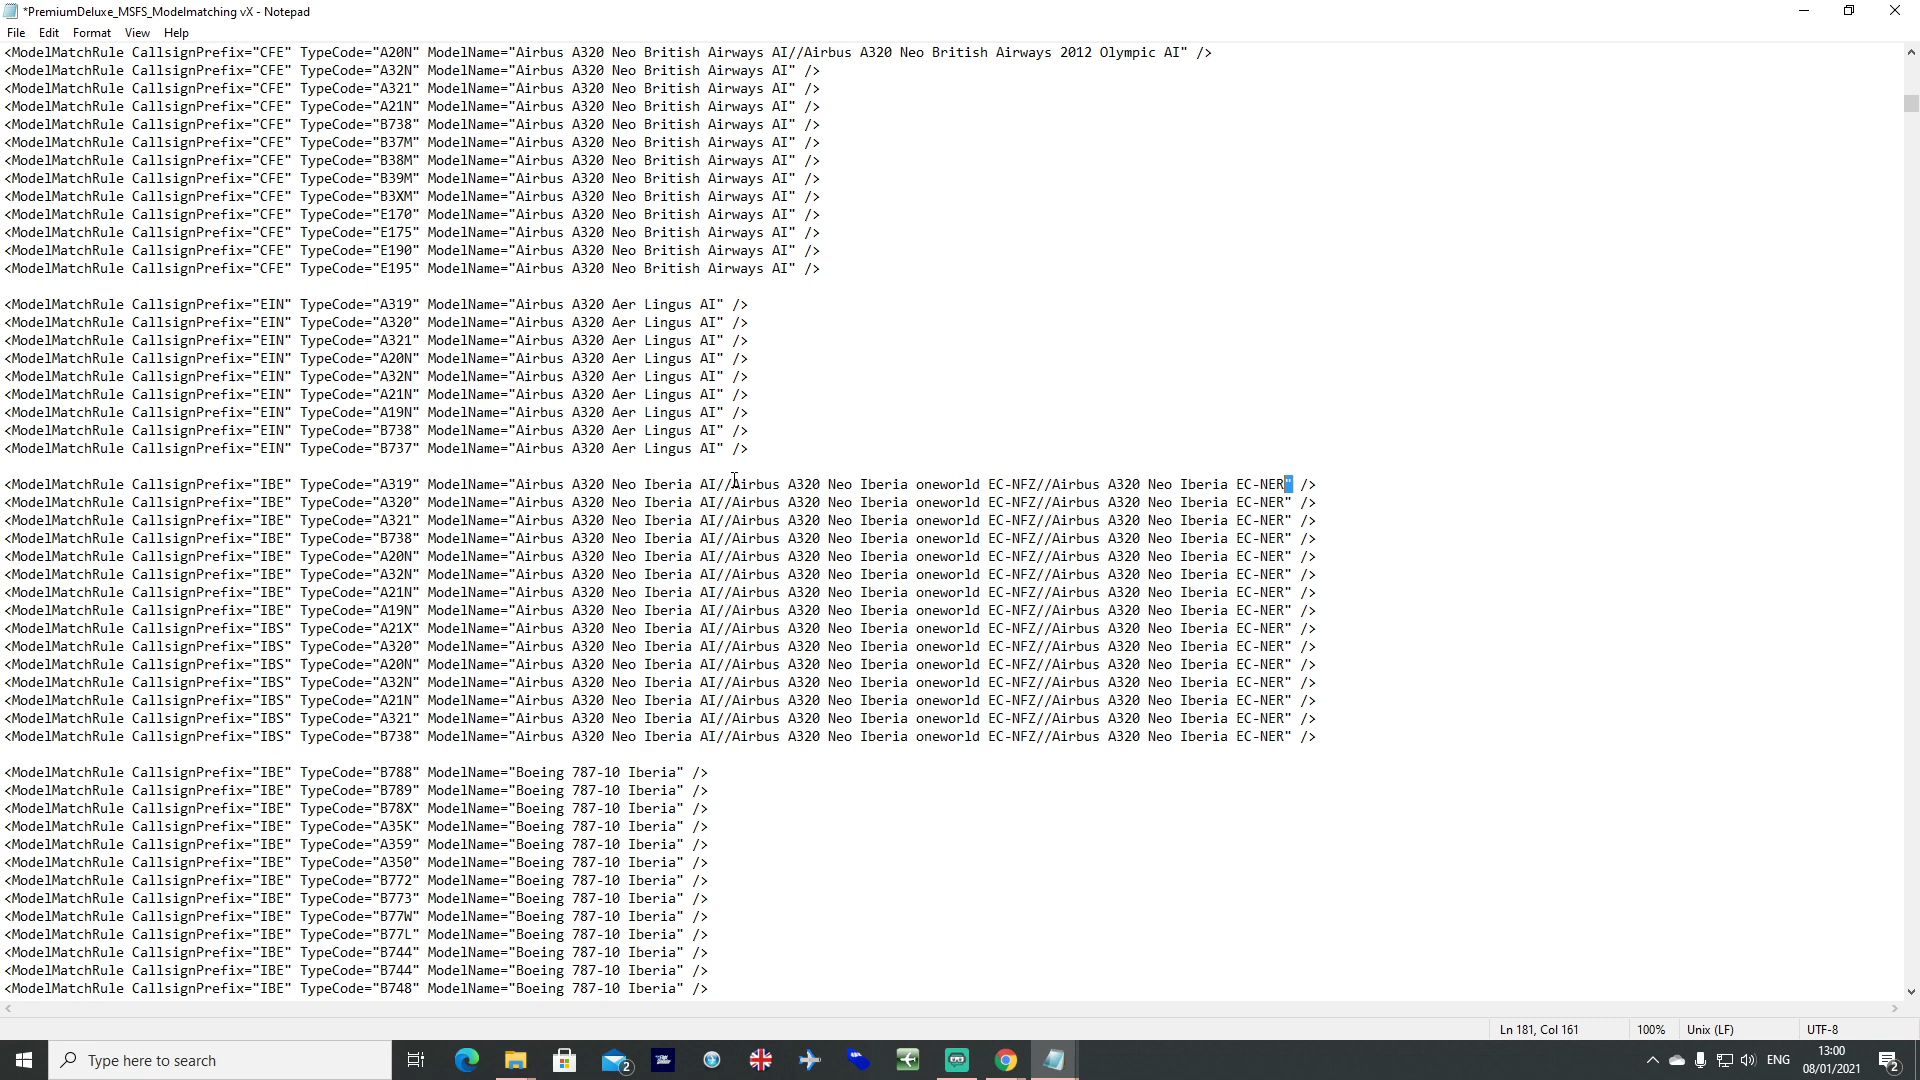 *PremiumDeluxe_MSFS_Modelmatching vX - Notepad
File Edit Format View Help
<ModelMatchRule CallsignPrefix="CFE" TypeCode="A20N" ModelName="Airbus A320 Neo British Airways AI//Airbus A320 Neo British Airways 2012 Olympic AI" />
<ModelMatchRule CallsignPrefix="CFE" TypeCode="A32N" ModelName="Airbus A320 Neo British Airways AI" />
<ModelMatchRule CallsignPrefix="CFE" TypeCode="A321" ModelName="Airbus A320 Neo British Airways AI" />
<ModelMatchRule CallsignPrefix="CFE" TypeCode="A21N" ModelName="Airbus A320 Neo British Airways AI" />
<ModelMatchRule CallsignPrefix="CFE" TypeCode="B738" ModelName="Airbus A320 Neo British Airways AI" />
<ModelMatchRule CallsignPrefix="CFE" TypeCode="B37M" ModelName="Airbus A320 Neo British Airways AI" />
<ModelMatchRule CallsignPrefix="CFE" TypeCode="B38M" ModelName="Airbus A320 Neo British Airways AI" />
<ModelMatchRule CallsignPrefix="CFE" TypeCode="B39M" ModelName="Airbus A320 Neo British Airways AI" />
<ModelMatchRule CallsignPrefix="CFE" TypeCode="B3XM" ModelName="Airbus A320 Neo British Airways AI" />
<ModelMatchRule CallsignPrefix="CFE" TypeCode="E170" ModelName="Airbus A320 Neo British Airways AI" />
<ModelMatchRule CallsignPrefix="CFE" TypeCode="E175" ModelName="Airbus A320 Neo British Airways AI" />
<ModelMatchRule CallsignPrefix="CFE" TypeCode="E190" ModelName="Airbus A320 Neo British Airways AI" />
<ModelMatchRule CallsignPrefix="CFE" TypeCode="E195" ModelName="Airbus A320 Neo British Airways AI" />
<ModelMatchRule CallsignPrefix="EIN" TypeCode="A319" ModelName="Airbus A320 Aer Lingus AI" />
<ModelMatchRule CallsignPrefix="EIN" TypeCode="A320" ModelName="Airbus A320 Aer Lingus AI" />
<ModelMatchRule CallsignPrefix="EIN" TypeCode="A321" ModelName="Airbus A320 Aer Lingus AI" />
<ModelMatchRule CallsignPrefix="EIN" TypeCode="A20N" ModelName="Airbus A320 Aer Lingus AI" />
<ModelMatchRule CallsignPrefix="EIN" TypeCode="A32N" ModelName="Airbus A320 Aer Lingus AI" />
<ModelMatchRule CallsignPrefix="EIN" TypeCode="A21N" ModelName="Airbus A320 Aer Lingus AI" />
<ModelMatchRule CallsignPrefix="EIN" TypeCode="A19N" ModelName="Airbus A320 Aer Lingus AI" />
<ModelMatchRule CallsignPrefix="EIN" TypeCode="B738" ModelName="Airbus A320 Aer Lingus AI" />
<ModelMatchRule CallsignPrefix="EIN" TypeCode="B737" ModelName="Airbus A320 Aer Lingus AI" />
<ModelMatchRule CallsignPrefix="IBE" TypeCode="A319" ModelName="Airbus A320 Neo Iberia AI//Airbus A320 Neo Iberia oneworld EC-NFZ//Airbus A320 Neo Iberia EC-NER" />
<ModelMatchRule CallsignPrefix="IBE" TypeCode="A320" ModelName="Airbus A320 Neo Iberia AI//Airbus A320 Neo Iberia oneworld EC-NFZ//Airbus A320 Neo Iberia EC-NER" />
<ModelMatchRule CallsignPrefix="IBE" TypeCode="A321" ModelName="Airbus A320 Neo Iberia AI//Airbus A320 Neo Iberia oneworld EC-NFZ//Airbus A320 Neo Iberia EC-NER" />
<ModelMatchRule CallsignPrefix="IBE" TypeCode="B738" ModelName="Airbus A320 Neo Iberia AI//Airbus A320 Neo Iberia oneworld EC-NFZ//Airbus A320 Neo Iberia EC-NER" />
<ModelMatchRule CallsignPrefix="IBE" TypeCode="A20N" ModelName="Airbus A320 Neo Iberia AI//Airbus A320 Neo Iberia oneworld EC-NFZ//Airbus A320 Neo Iberia EC-NER" />
<ModelMatchRule CallsignPrefix="IBE" TypeCode="A32N" ModelName="Airbus A320 Neo Iberia AI//Airbus A320 Neo Iberia oneworld EC-NFZ//Airbus A320 Neo Iberia EC-NER" />
<ModelMatchRule CallsignPrefix="IBE" TypeCode="A21N" ModelName="Airbus A320 Neo Iberia AI//Airbus A320 Neo Iberia oneworld EC-NFZ//Airbus A320 Neo Iberia EC-NER" />
<ModelMatchRule CallsignPrefix="IBE" TypeCode="A19N" ModelName="Airbus A320 Neo Iberia AI//Airbus A320 Neo Iberia oneworld EC-NFZ//Airbus A320 Neo Iberia EC-NER" />
<ModelMatchRule CallsignPrefix="IBS" TypeCode="A21X" ModelName="Airbus A320 Neo Iberia AI//Airbus A320 Neo Iberia oneworld EC-NFZ//Airbus A320 Neo Iberia EC-NER" />
<ModelMatchRule CallsignPrefix="IBS" TypeCode="A320" ModelName="Airbus A320 Neo Iberia AI//Airbus A320 Neo Iberia oneworld EC-NFZ//Airbus A320 Neo Iberia EC-NER" />
<ModelMatchRule CallsignPrefix="IBS" TypeCode="A20N" ModelName="Airbus A320 Neo Iberia AI//Airbus A320 Neo Iberia oneworld EC-NFZ//Airbus A320 Neo Iberia EC-NER" />
<ModelMatchRule CallsignPrefix="IBS" TypeCode="A32N" ModelName="Airbus A320 Neo Iberia AI//Airbus A320 Neo Iberia oneworld EC-NFZ//Airbus A320 Neo Iberia EC-NER" />
<ModelMatchRule CallsignPrefix="IBS" TypeCode="A21N" ModelName="Airbus A320 Neo Iberia AI//Airbus A320 Neo Iberia oneworld EC-NFZ//Airbus A320 Neo Iberia EC-NER" />
<ModelMatchRule CallsignPrefix="IBS" TypeCode="A321" ModelName="Airbus A320 Neo Iberia AI//Airbus A320 Neo Iberia oneworld EC-NFZ//Airbus A320 Neo Iberia EC-NER" />
<ModelMatchRule CallsignPrefix="IBS" TypeCode="B738" ModelName="Airbus A320 Neo Iberia AI//Airbus A320 Neo Iberia oneworld EC-NFZ//Airbus A320 Neo Iberia EC-NER" />
<ModelMatchRule CallsignPrefix="IBE" TypeCode="B788" ModelName="Boeing 787-10 Iberia" />
<ModelMatchRule CallsignPrefix="IBE" TypeCode="B789" ModelName="Boeing 787-10 Iberia" />
<ModelMatchRule CallsignPrefix="IBE" TypeCode="B78X" ModelName="Boeing 787-10 Iberia" />
<ModelMatchRule CallsignPrefix="IBE" TypeCode="A35K" ModelName="Boeing 787-10 Iberia" />
<ModelMatchRule CallsignPrefix="IBE" TypeCode="A359" ModelName="Boeing 787-10 Iberia" />
<ModelMatchRule CallsignPrefix="IBE" TypeCode="A350" ModelName="Boeing 787-10 Iberia" />
<ModelMatchRule CallsignPrefix="IBE" TypeCode="B772" ModelName="Boeing 787-10 Iberia" />
<ModelMatchRule CallsignPrefix="IBE" TypeCode="B773" ModelName="Boeing 787-10 Iberia" />
<ModelMatchRule CallsignPrefix="IBE" TypeCode="B77W" ModelName="Boeing 787-10 Iberia" />
<ModelMatchRule CallsignPrefix="IBE" TypeCode="B77L" ModelName="Boeing 787-10 Iberia" />
<ModelMatchRule CallsignPrefix="IBE" TypeCode="B744" ModelName="Boeing 787-10 Iberia" />
<ModelMatchRule CallsignPrefix="IBE" TypeCode="B744" ModelName="Boeing 787-10 Iberia" />
<ModelMatchRule CallsignPrefix="IBE" TypeCode="B748" ModelName="Boeing 787-10 Iberia" />
Ln 181, Col 161 100% Unix (LF) UTF-8
Type here to search
2
ENG
13:00
08/01/2021
2